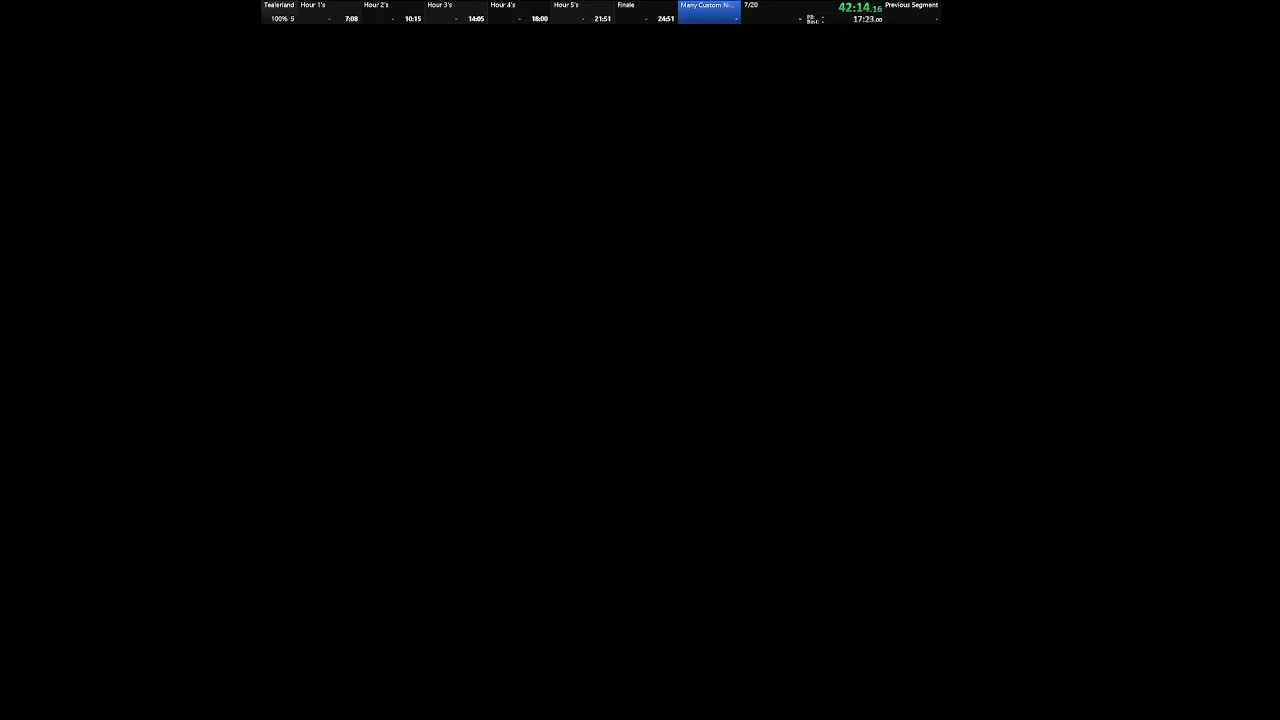 Tealerland Hour 1's Hour 2's Hour 3's Hour 4's Hour 5's Finale Many Custom Ni... 7/20 42:14.16 Previous Segment
100% S - 7:08 - 10:15 - 14:05 - 18:00 - 21:51 - 24:51 - - PB: - 17:23.00 -
Best: -